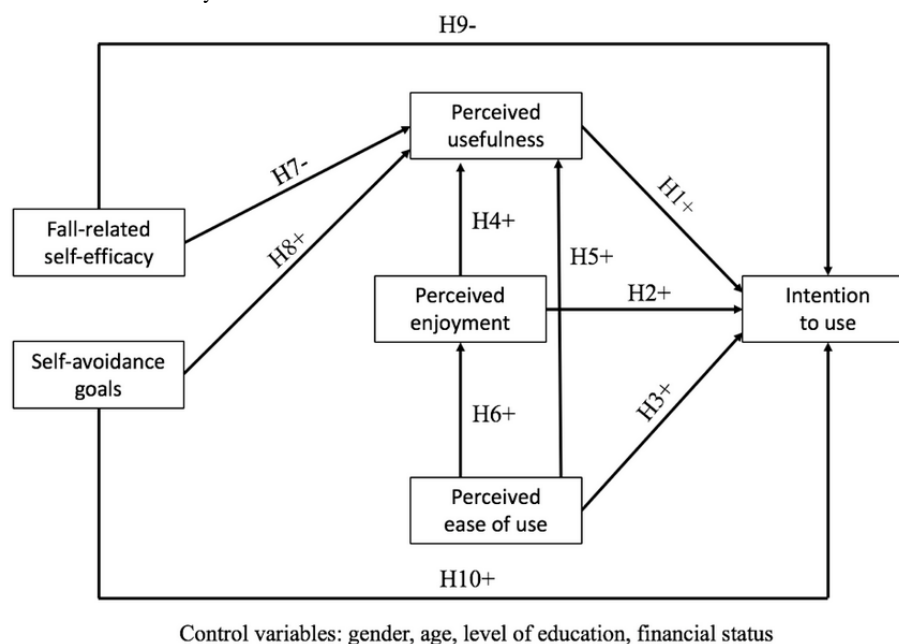 H9-
Perceived
usefulness
H7-
H1+
Fall-related
self-efficacy
H8+
H4+
H5+
Perceived
enjoyment
H2+
Intention
to use
Self-avoidance
goals
H6+
H3+
Perceived
ease of use
H10+
Control variables: gender, age, level of education, financial status